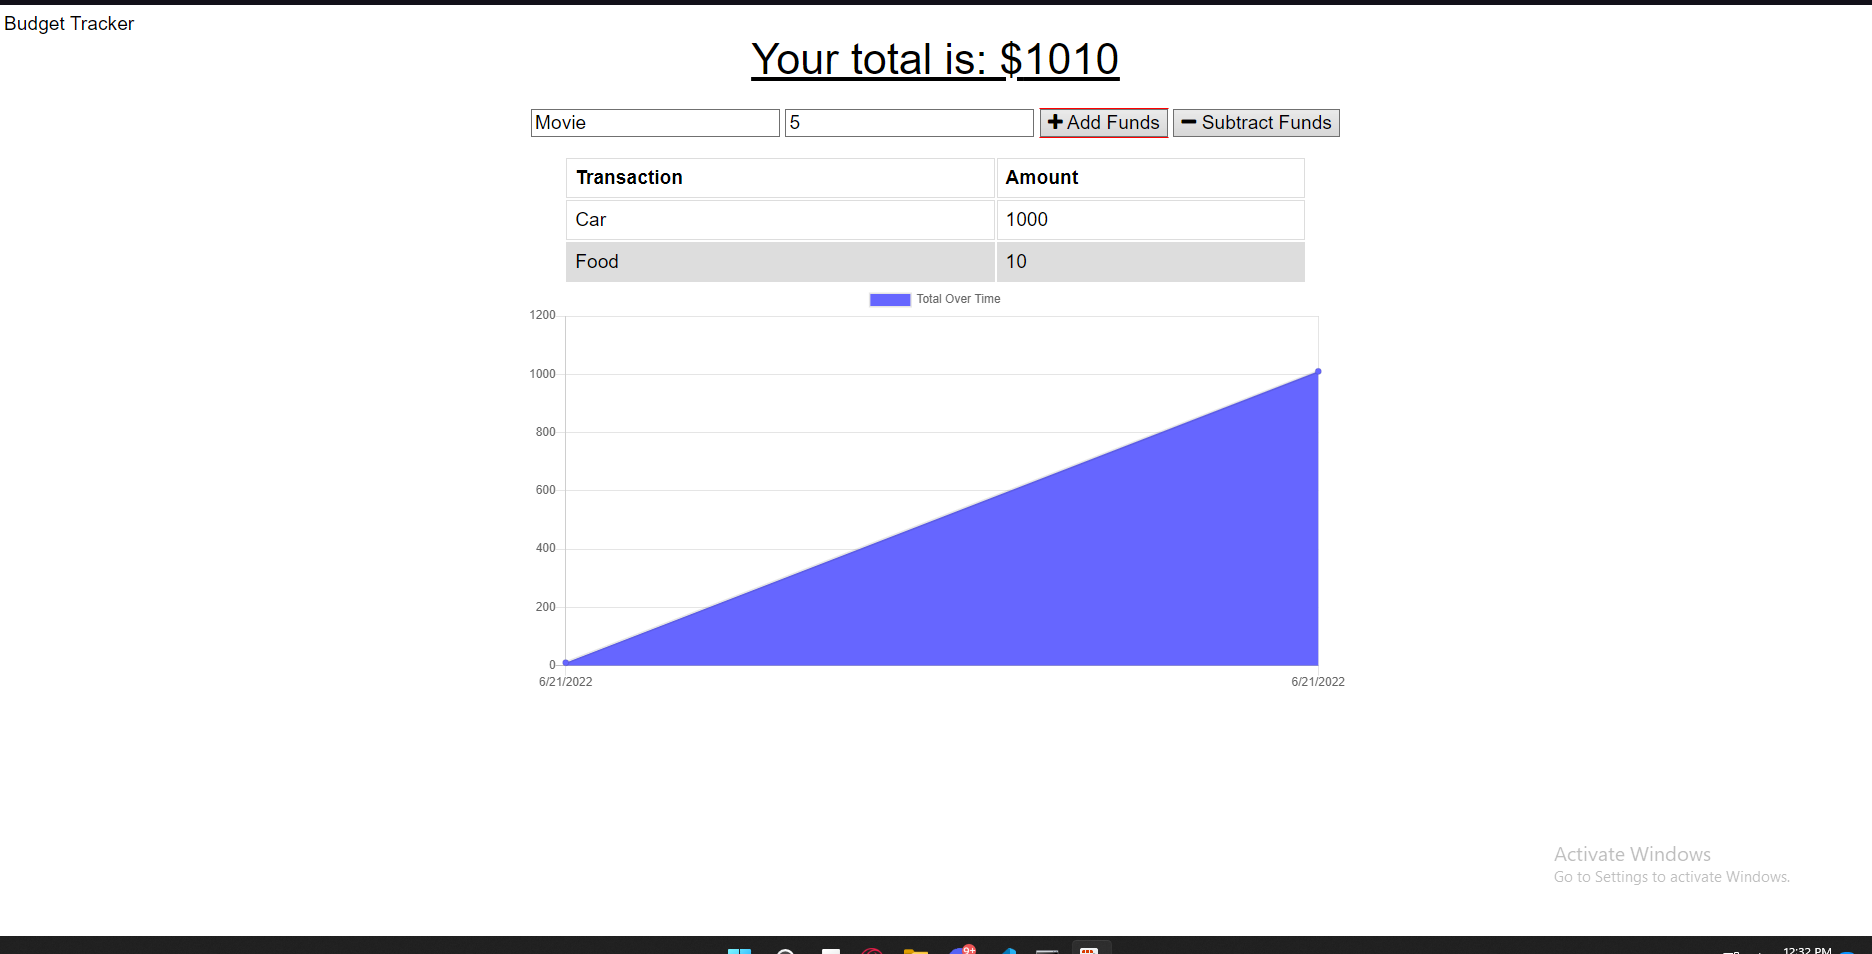 Budget Tracker
Your total is: $1010
Movie 5 Add Funds Subtract Funds
Transaction Amount
Car 1000
Food 10
Total Over Time
1200
1000
800
600
400
200
0
6/21/2022 6/21/2022
Activate Windows
Go to Settings to activate Windows.
9+
12:32 PM